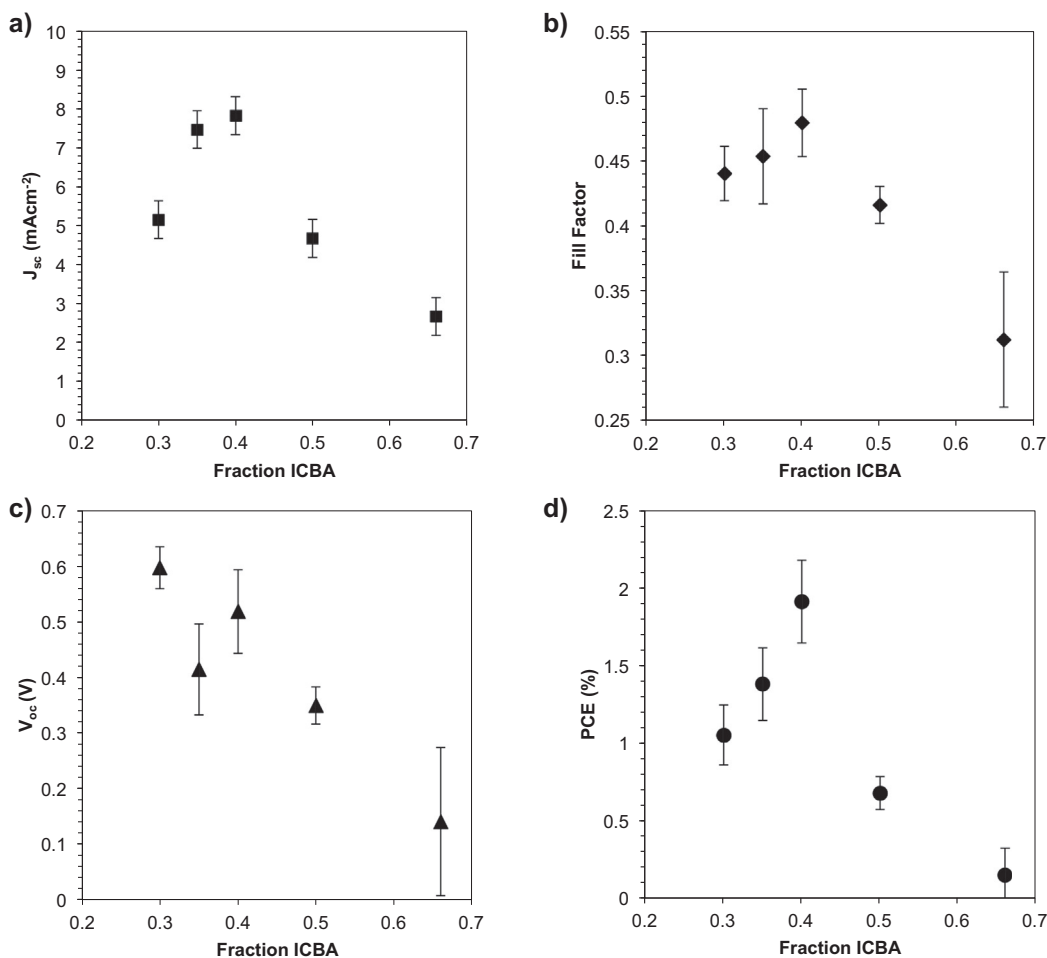 a)
10
9
8
7
6
5
4
3
2
1
0
J_sc (mAcm⁻²)
0.2 0.3 0.4 0.5 0.6 0.7
Fraction ICBA
b)
0.55
0.5
0.45
0.4
0.35
0.3
0.25
Fill Factor
0.2 0.3 0.4 0.5 0.6 0.7
Fraction ICBA
c)
0.7
0.6
0.5
0.4
0.3
0.2
0.1
0
V_oc (V)
0.2 0.3 0.4 0.5 0.6 0.7
Fraction ICBA
d)
2.5
2
1.5
1
0.5
0
PCE (%)
0.2 0.3 0.4 0.5 0.6 0.7
Fraction ICBA